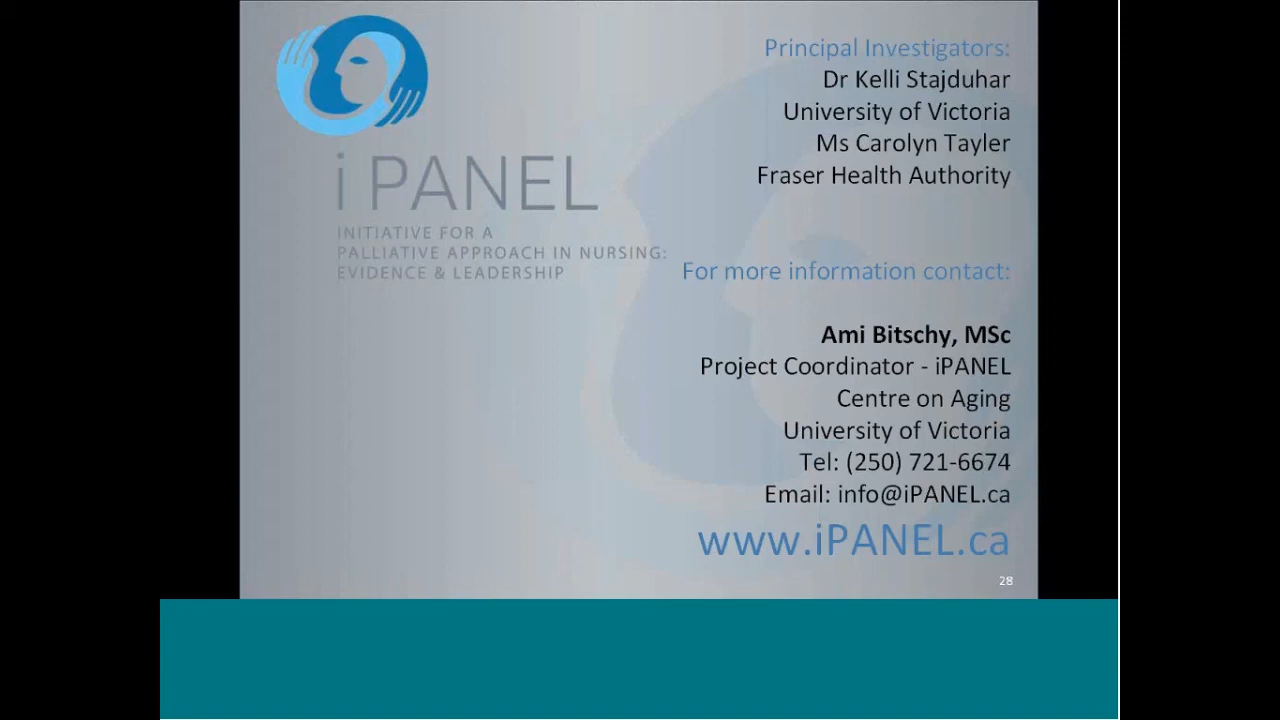 i PANEL
INITIATIVE FOR A
PALLIATIVE APPROACH IN NURSING:
EVIDENCE & LEADERSHIP
Principal Investigators:
Dr Kelli Stajduhar
University of Victoria
Ms Carolyn Tayler
Fraser Health Authority
For more information contact:
Ami Bitschy, MSc
Project Coordinator - iPANEL
Centre on Aging
University of Victoria
Tel: (250) 721-6674
Email: info@iPANEL.ca
www.iPANEL.ca
28